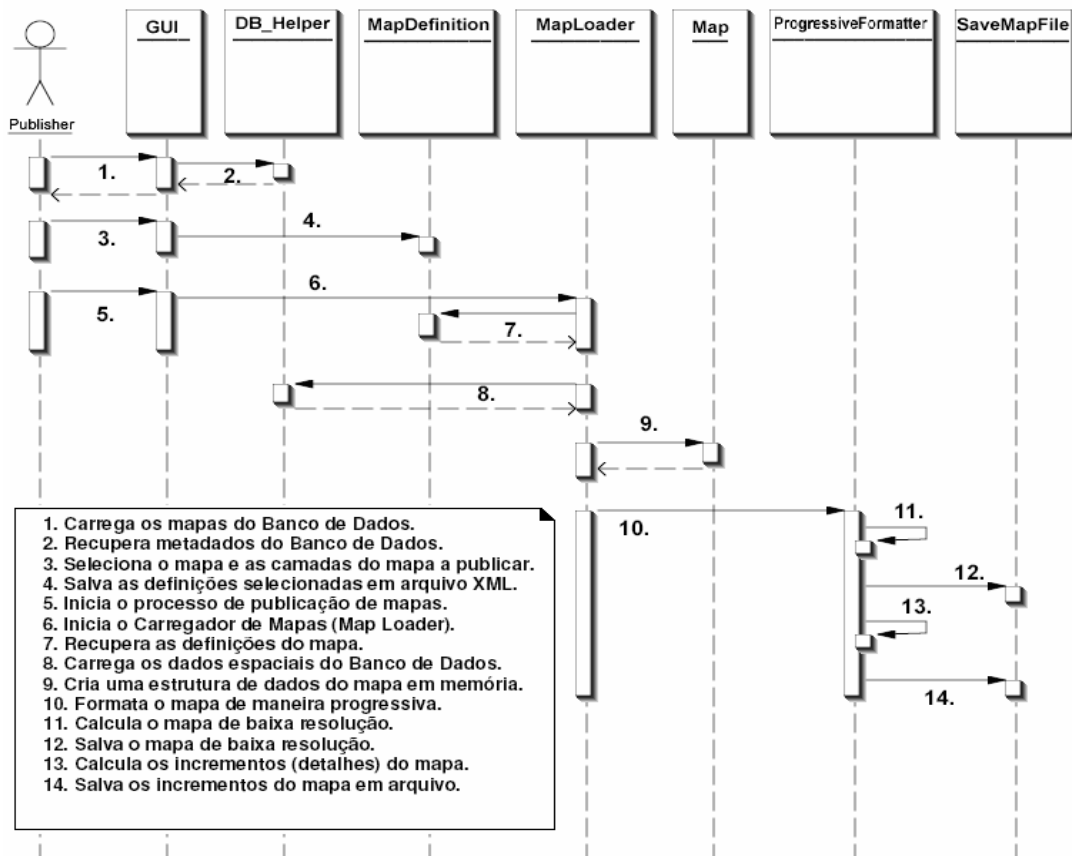 GUI
DB_Helper
MapDefinition
MapLoader
Map
ProgressiveFormatter
SaveMapFile
Publisher
1.
2.
3.
4.
5.
6.
7.
8.
9.
10.
11.
12.
13.
14.
1. Carrega os mapas do Banco de Dados.
2. Recupera metadados do Banco de Dados.
3. Seleciona o mapa e as camadas do mapa a publicar.
4. Salva as definições selecionadas em arquivo XML.
5. Inicia o processo de publicação de mapas.
6. Inicia o Carregador de Mapas (Map Loader).
7. Recupera as definições do mapa.
8. Carrega os dados espaciais do Banco de Dados.
9. Cria uma estrutura de dados do mapa em memória.
10. Formata o mapa de maneira progressiva.
11. Calcula o mapa de baixa resolução.
12. Salva o mapa de baixa resolução.
13. Calcula os incrementos (detalhes) do mapa.
14. Salva os incrementos do mapa em arquivo.